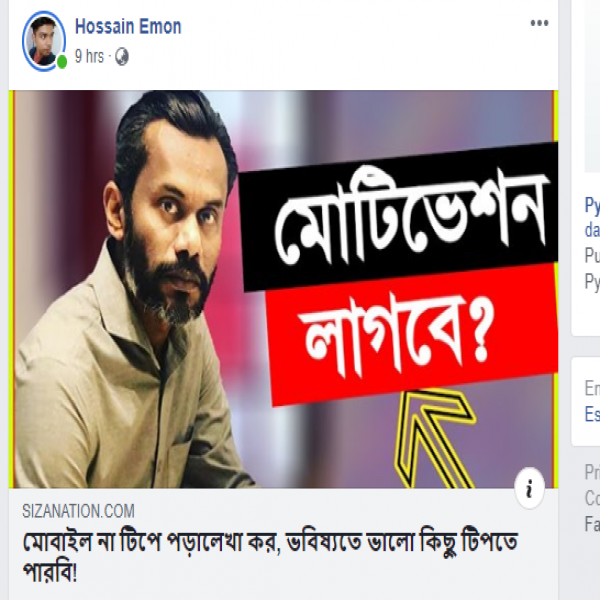 Hossain Emon
9 hrs
মোটিভেশন
লাগবে?
SIZANATION.COM
মোবাইল না টিপে পড়ালেখা কর, ভবিষ্যতে ভালো কিছু টিপতে
পারবি!
Py
da
Pu
Py
En
Es
Pri
Co
Fa